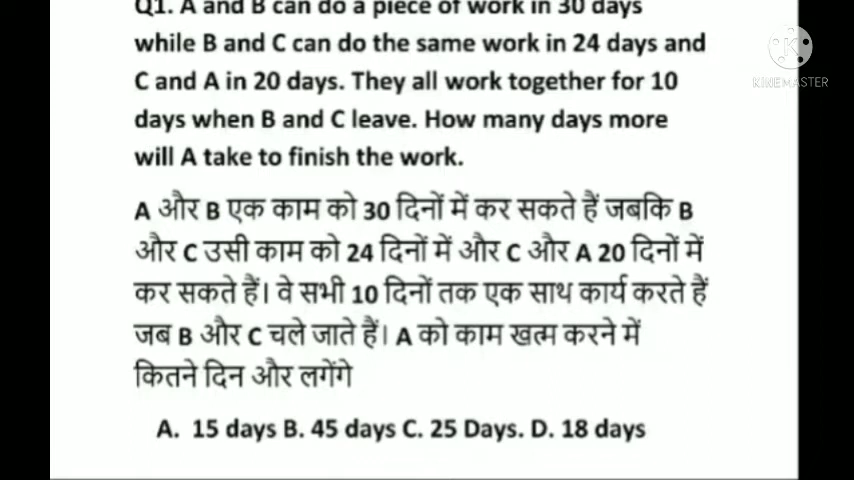 Q1. A and B can do a piece of work in 30 days
while B and C can do the same work in 24 days and
C and A in 20 days. They all work together for 10
days when B and C leave. How many days more
will A take to finish the work.
A और B एक काम को 30 दिनों में कर सकते हैं जबकि B
और C उसी काम को 24 दिनों में और C और A 20 दिनों में
कर सकते हैं। वे सभी 10 दिनों तक एक साथ कार्य करते हैं
जब B और C चले जाते हैं। A को काम खत्म करने में
कितने दिन और लगेंगे
A. 15 days B. 45 days C. 25 Days. D. 18 days
K
KINEMASTER